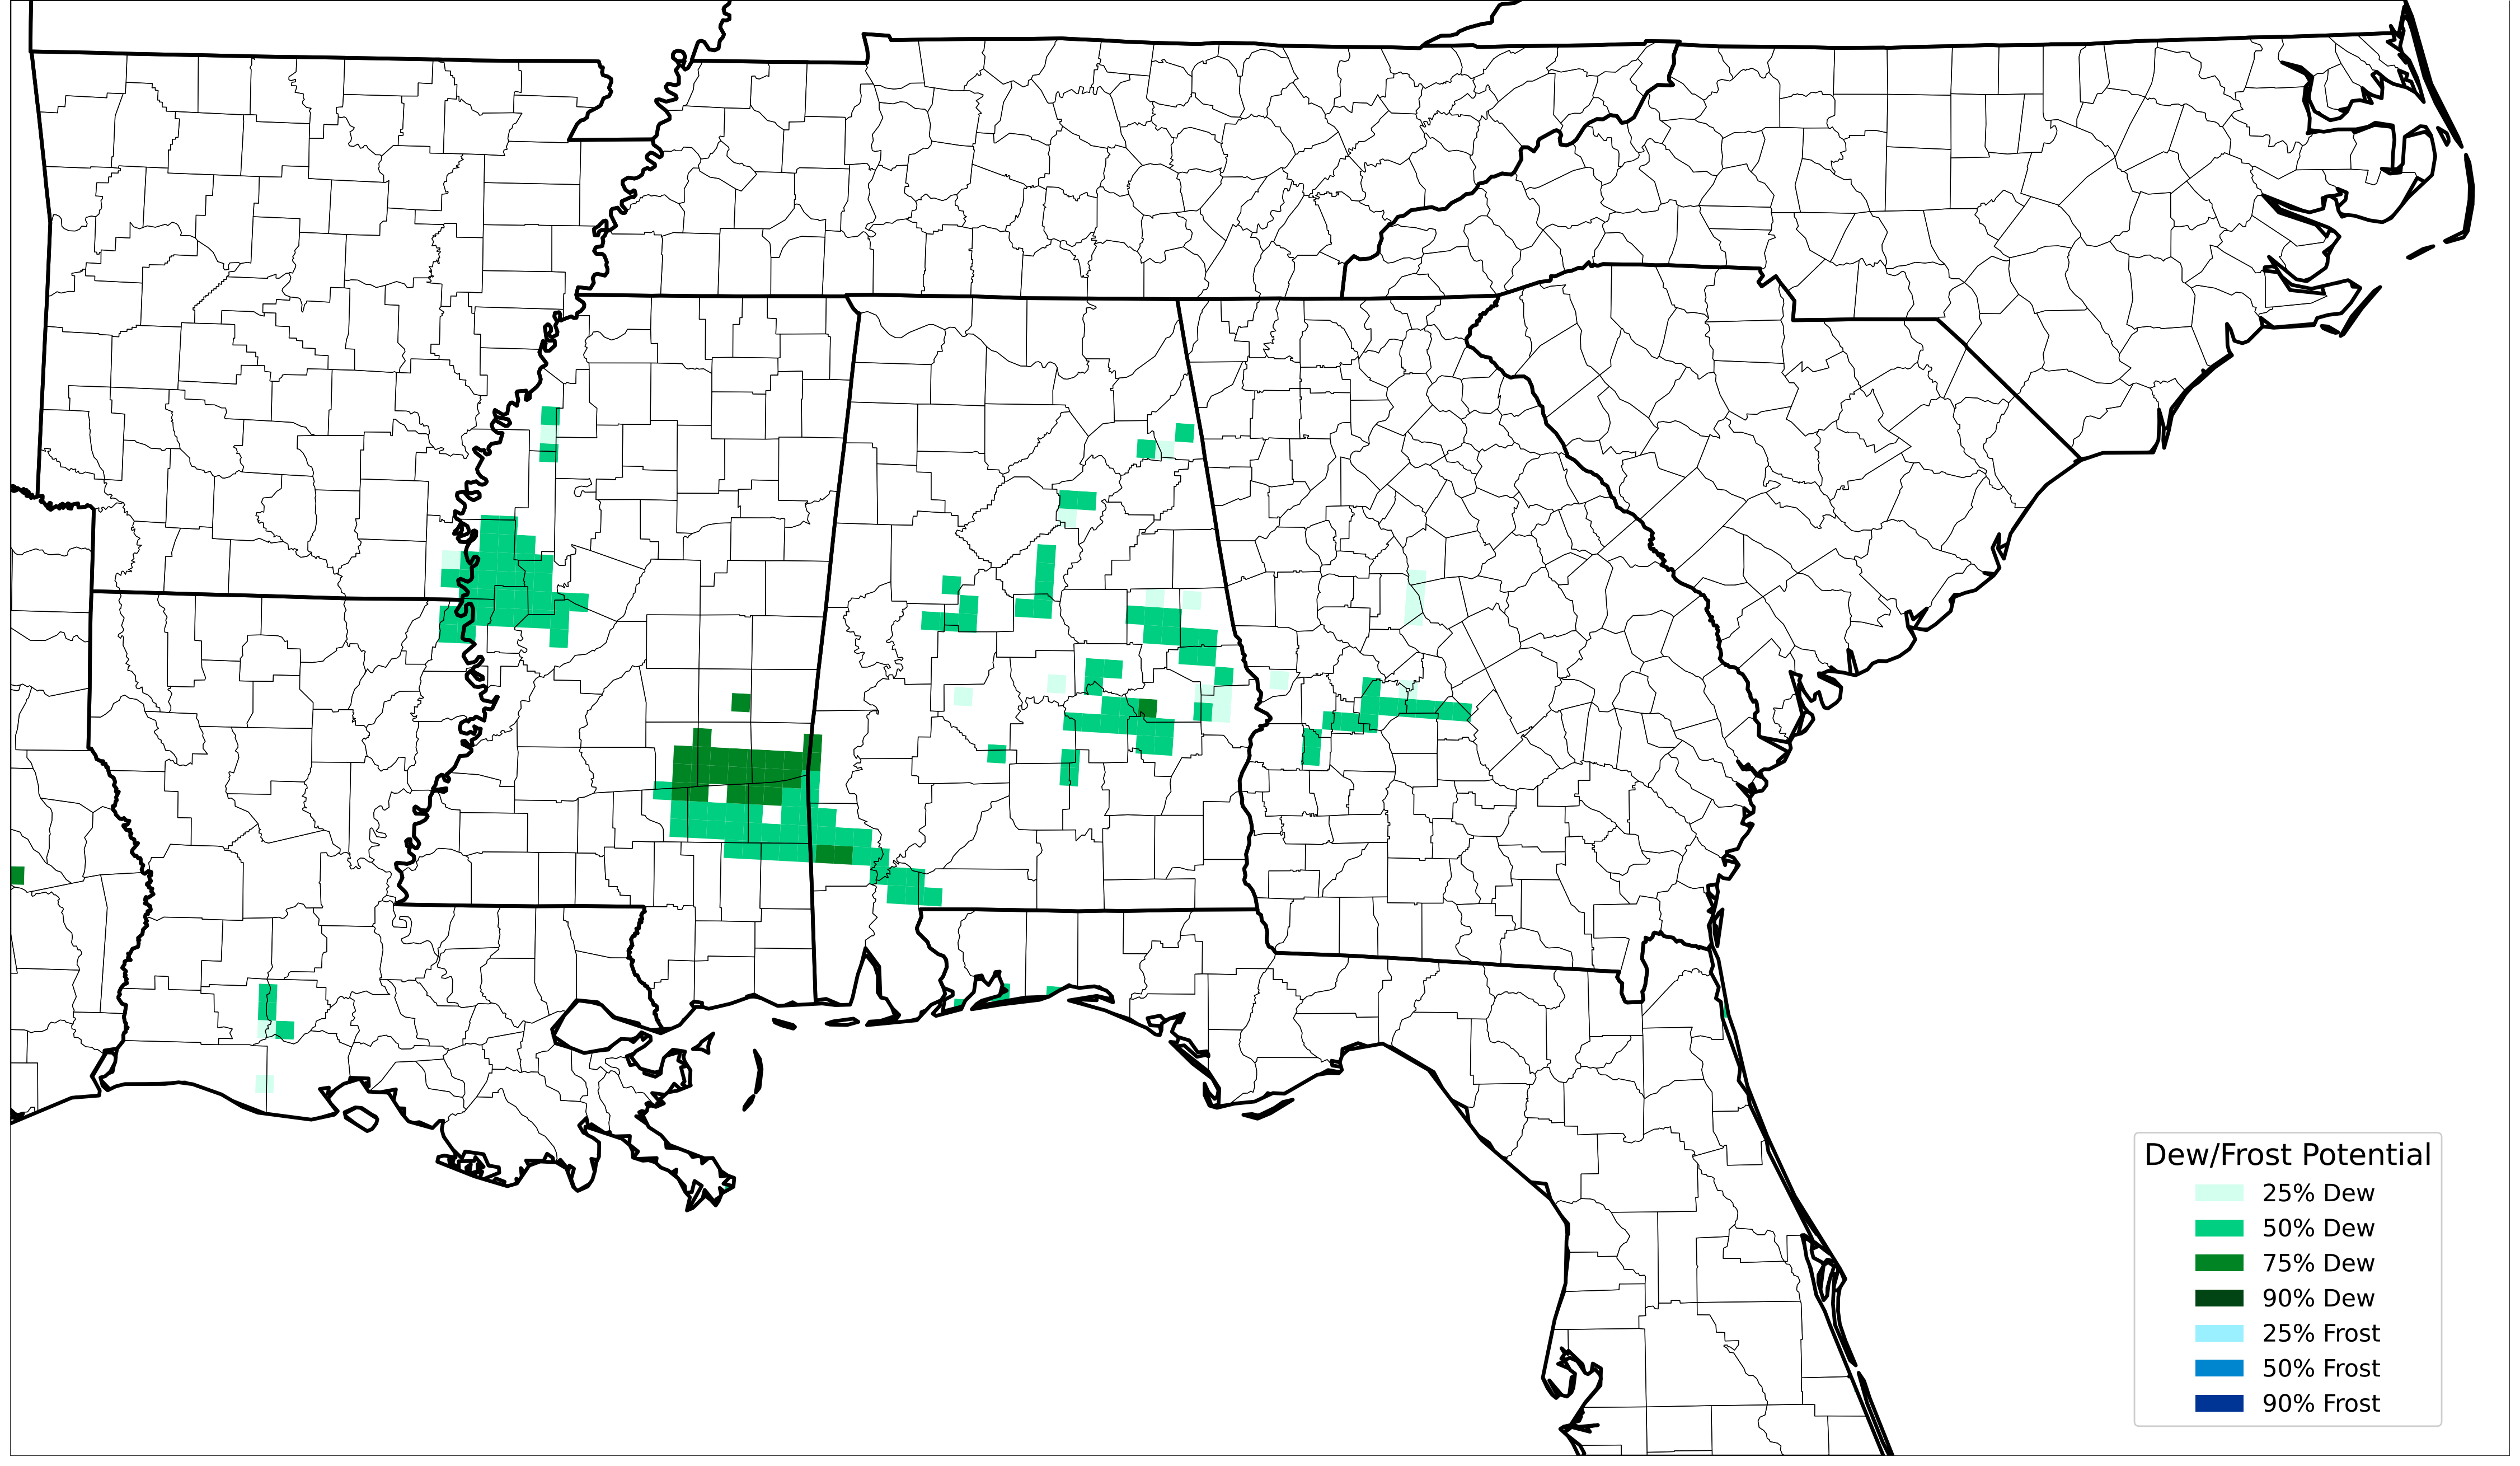 Dew/Frost Potential
25% Dew
50% Dew
75% Dew
90% Dew
25% Frost
50% Frost
90% Frost